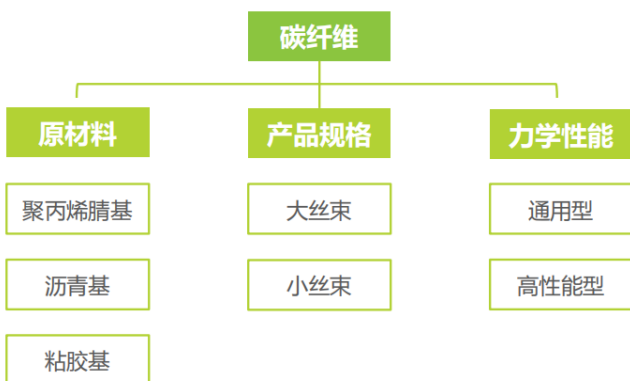 碳纤维
原材料
产品规格
力学性能
聚丙烯腈基
大丝束
通用型
沥青基
小丝束
高性能型
粘胶基